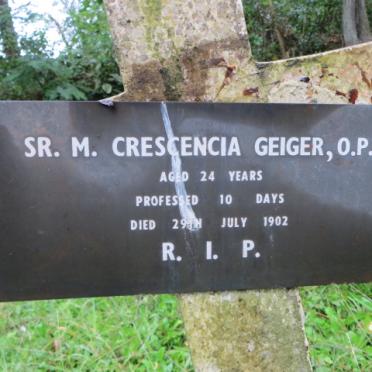 SR. M. CRESCENCIA GEIGER, O.P.
AGED 24 YEARS
PROFESSED 10 DAYS
DIED 29TH JULY 1902
R. I. P.